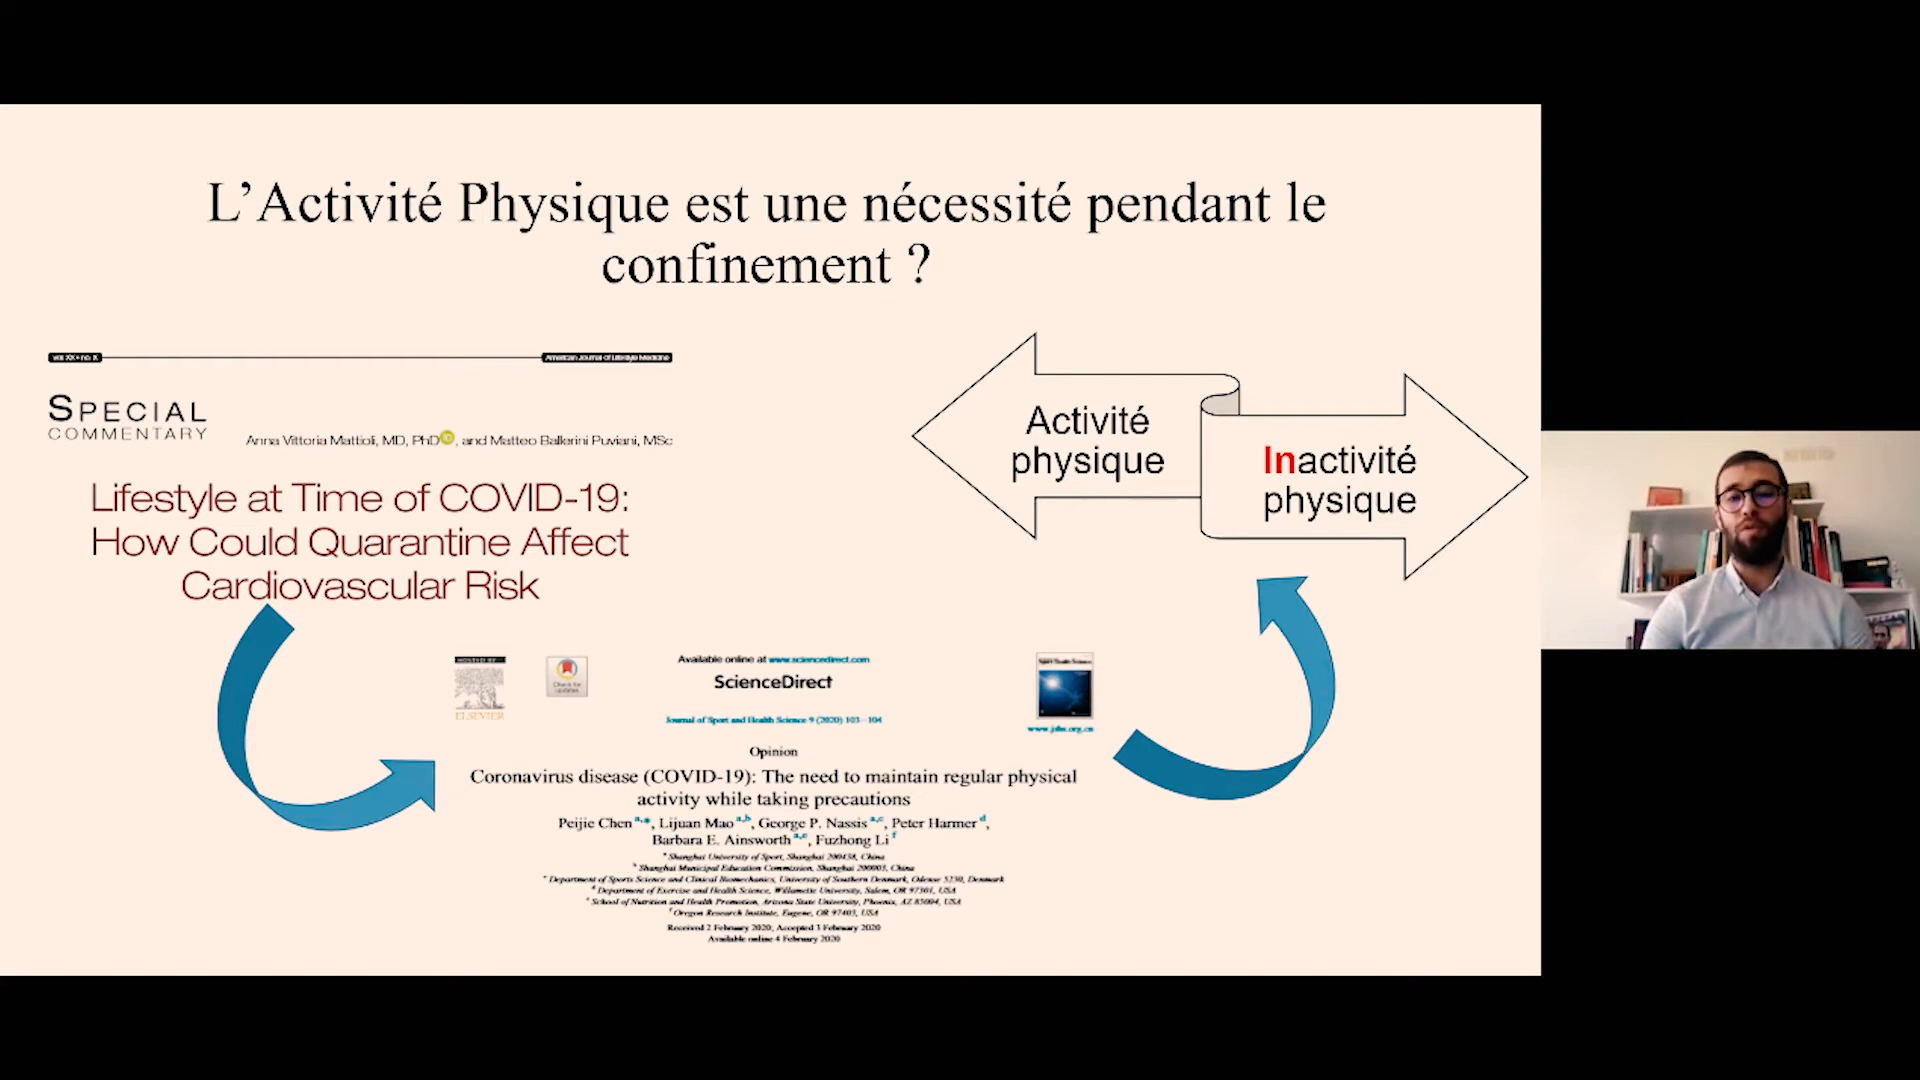 L’Activité Physique est une nécessité pendant le
confinement ?
vol. XX • no. X
American Journal of Lifestyle Medicine
SPECIAL
COMMENTARY
Anna Vittoria Mattioli, MD, PhD, and Matteo Ballerini Puviani, MSc
Lifestyle at Time of COVID-19:
How Could Quarantine Affect
Cardiovascular Risk
Activité
physique
Inactivité
physique
HOSTED BY
ELSEVIER
Check for
updates
Available online at www.sciencedirect.com
ScienceDirect
Journal of Sport and Health Science 9 (2020) 103–104
Sport Health Science
www.jshs.org.cn
Opinion
Coronavirus disease (COVID-19): The need to maintain regular physical
activity while taking precautions
Peijie Chen a,*, Lijuan Mao a,b, George P. Nassis a,c, Peter Harmer d,
Barbara E. Ainsworth a,e, Fuzhong Li f
a Shanghai University of Sport, Shanghai 200438, China
b Shanghai Municipal Education Commission, Shanghai 200003, China
c Department of Sports Science and Clinical Biomechanics, University of Southern Denmark, Odense 5230, Denmark
d Department of Exercise and Health Science, Willamette University, Salem, OR 97301, USA
e School of Nutrition and Health Promotion, Arizona State University, Phoenix, AZ 85004, USA
f Oregon Research Institute, Eugene, OR 97403, USA
Received 2 February 2020; Accepted 3 February 2020
Available online 4 February 2020